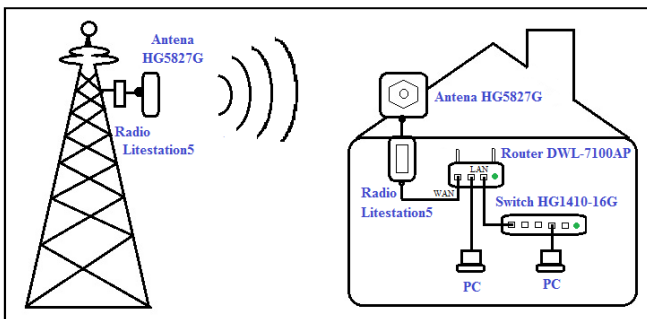 Antena
HG5827G
Radio
Litestation5
Antena HG5827G
Router DWL-7100AP
LAN
WAN
Radio
Litestation5
Switch HG1410-16G
PC
PC